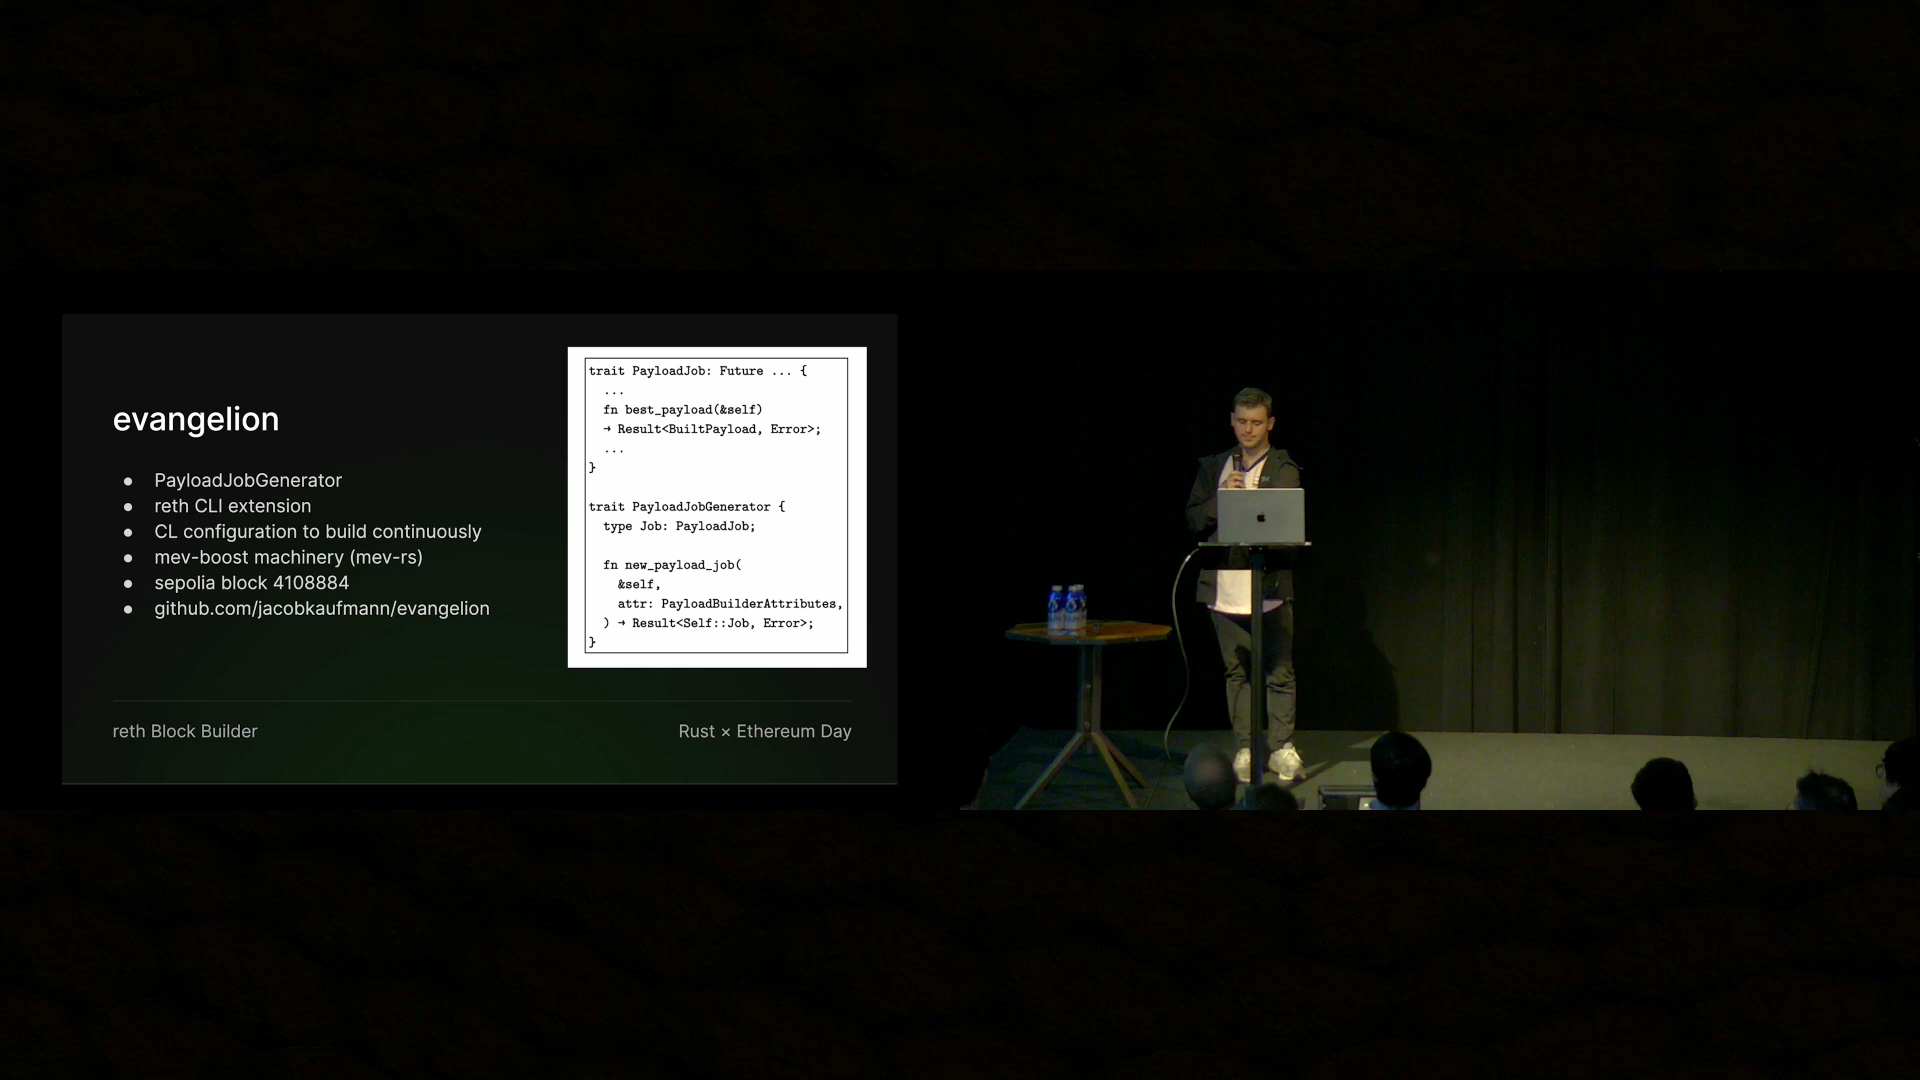 evangelion
● PayloadJobGenerator
● reth CLI extension
● CL configuration to build continuously
● mev-boost machinery (mev-rs)
● sepolia block 4108884
● github.com/jacobkaufmann/evangelion
trait PayloadJob: Future ... {
...
fn best_payload(&self)
→ Result<BuiltPayload, Error>;
...
}
trait PayloadJobGenerator {
type Job: PayloadJob;
fn new_payload_job(
&self,
attr: PayloadBuilderAttributes,
) → Result<Self::Job, Error>;
}
reth Block Builder
Rust × Ethereum Day